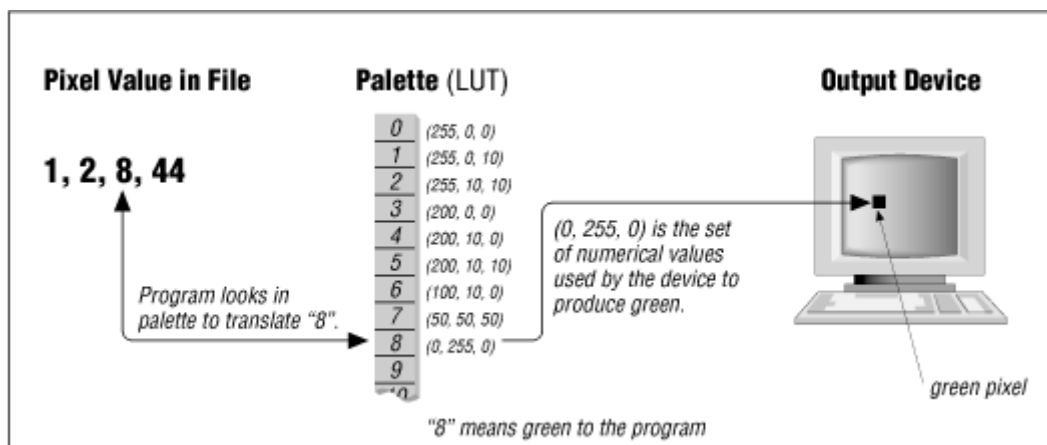 Pixel Value in File
Palette (LUT)
Output Device
1, 2, 8, 44
0 (255, 0, 0)
1 (255, 0, 10)
2 (255, 10, 10)
3 (200, 0, 0)
4 (200, 10, 0)
5 (200, 10, 10)
6 (100, 10, 0)
7 (50, 50, 50)
8 (0, 255, 0)
9
Program looks in
palette to translate “8”.
(0, 255, 0) is the set
of numerical values
used by the device to
produce green.
green pixel
“8” means green to the program